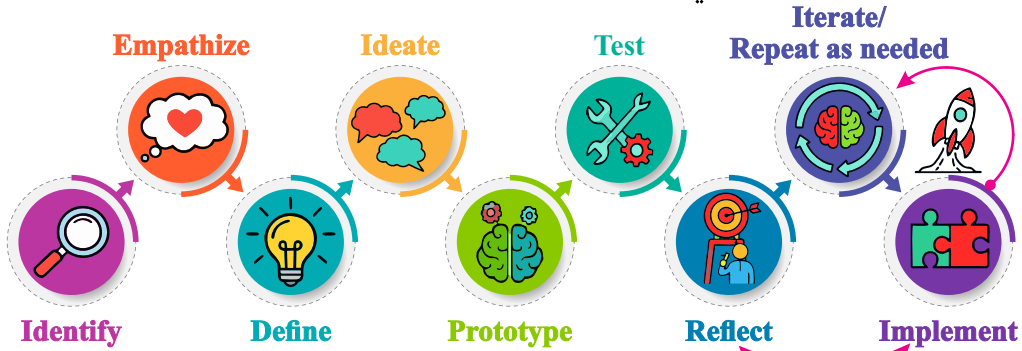 Identify
Empathize
Define
Ideate
Prototype
Test
Reflect
Iterate/
Repeat as needed
Implement